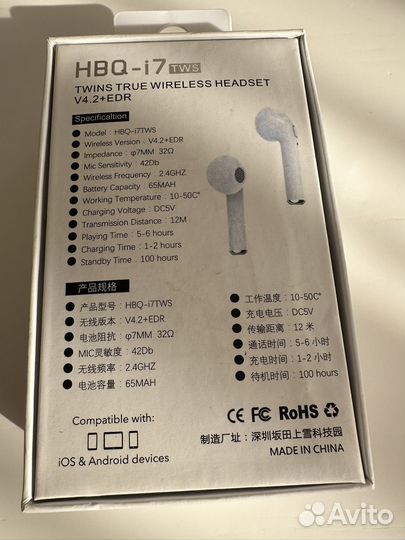 HBQ-i7 TWS
TWINS TRUE WIRELESS HEADSET
V4.2+EDR
Specificaltion
Model : HBQ-i7TWS
Wireless Version : V4.2+EDR
Impedance : φ7MM 32Ω
Mic Sensitivity : 42Db
Wireless Frequency : 2.4GHZ
Battery Capacity : 65MAH
Working Temperature : 10-50C°
Charging Voltage : DC5V
Transmission Distance : 12M
Playing Time : 5-6 hours
Charging Time : 1-2 hours
Standby Time : 100 hours
产品规格
产品型号: HBQ-i7TWS
无线版本: V4.2+EDR
电池阻抗: φ7MM 32Ω
MIC灵敏度: 42Db
无线频率: 2.4GHZ
电池容量: 65MAH
工作温度: 10-50C°
充电电压: DC5V
传输距离: 12 米
通话时间: 5-6 小时
充电时间: 1-2 小时
待机时间: 100 hours
Compatible with:
iOS & Android devices
CE FC RoHS
制造厂址: 深圳坂田上雪科技园
MADE IN CHINA
Avito